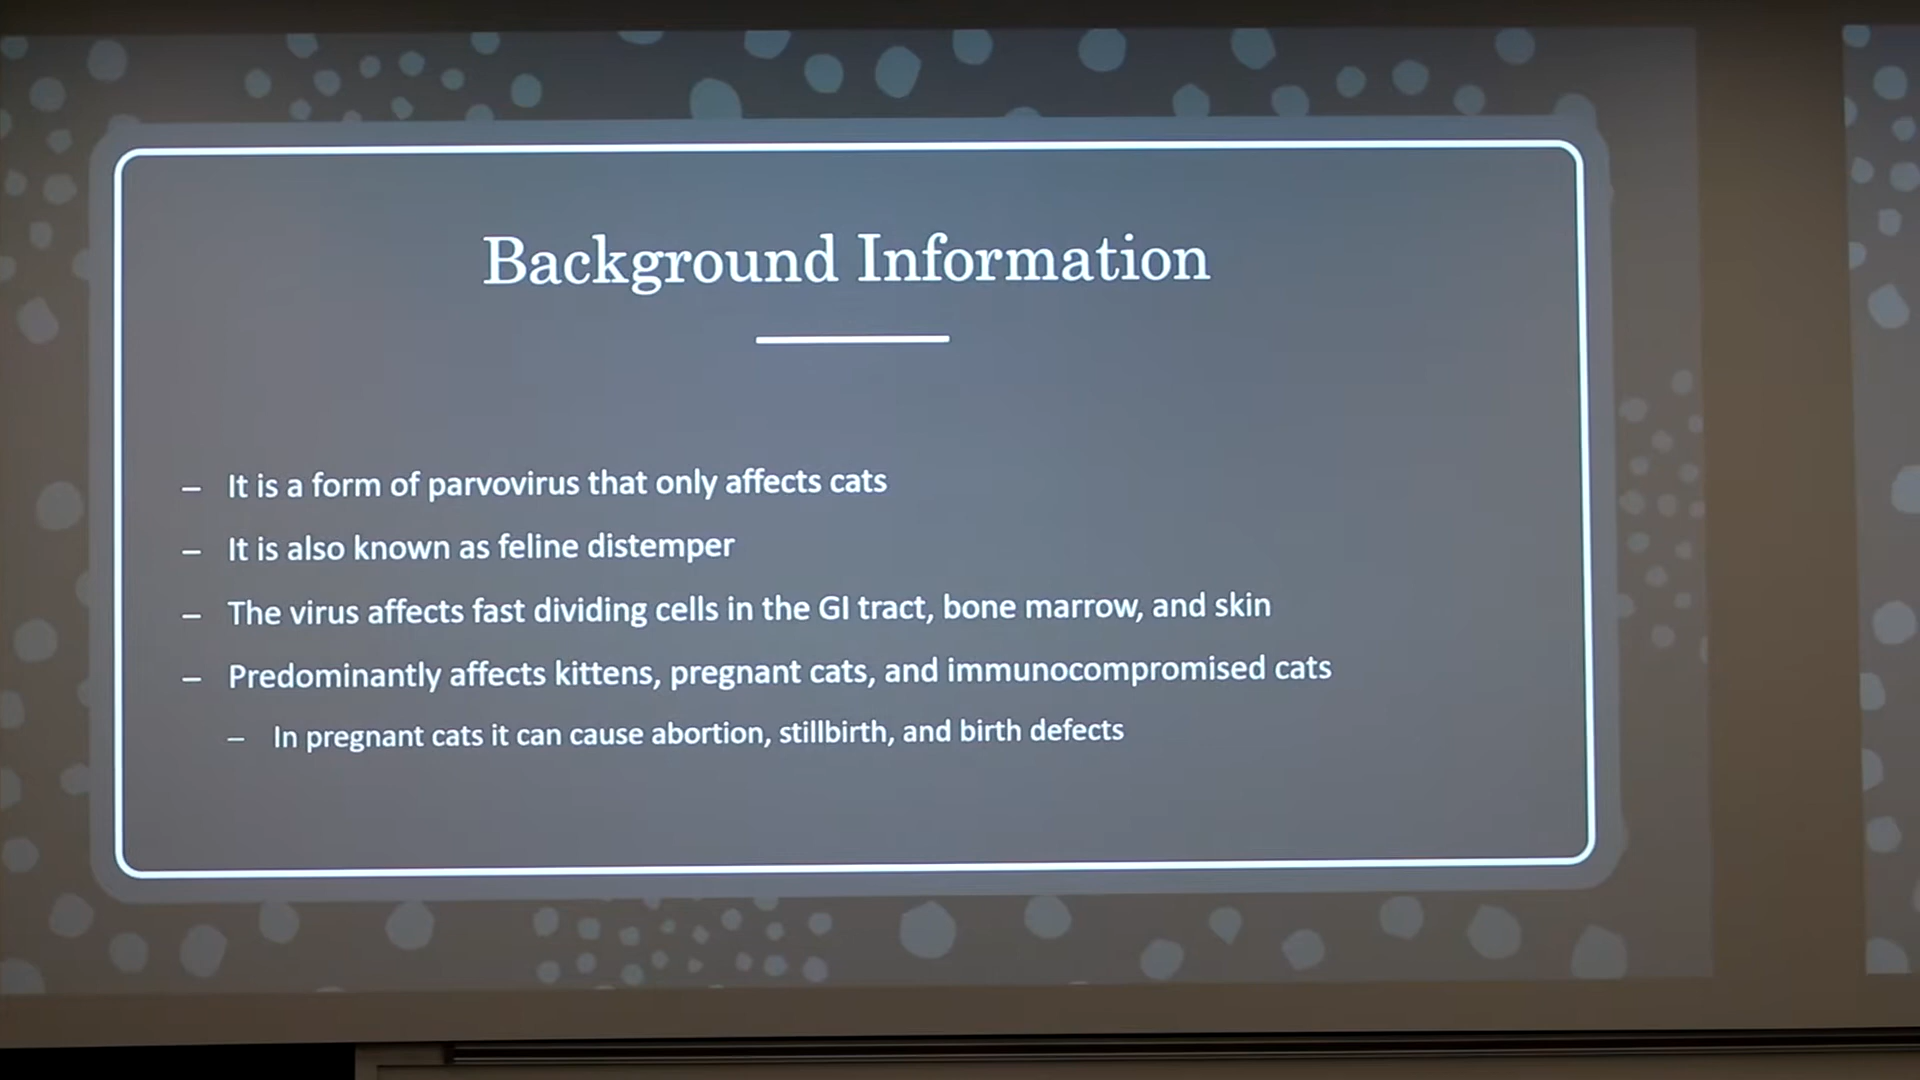 Background Information
– It is a form of parvovirus that only affects cats
– It is also known as feline distemper
– The virus affects fast dividing cells in the GI tract, bone marrow, and skin
– Predominantly affects kittens, pregnant cats, and immunocompromised cats
– In pregnant cats it can cause abortion, stillbirth, and birth defects